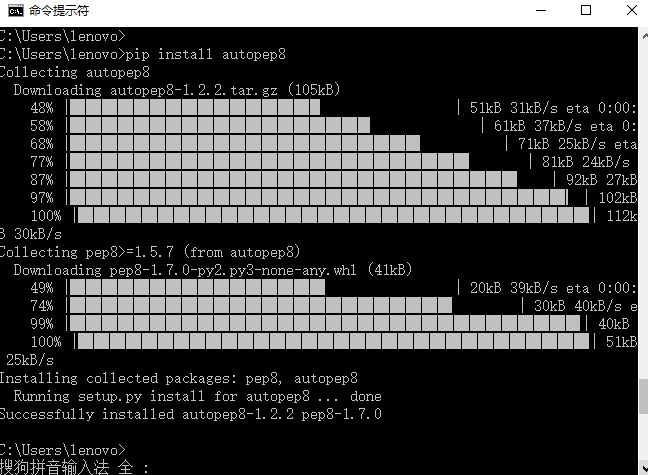 命令提示符
C:\Users\lenovo>
C:\Users\lenovo>pip install autopep8
Collecting autopep8
Downloading autopep8-1.2.2.tar.gz (105kB)
48% | | 51kB 31kB/s eta 0:00:
58% | | 61kB 37kB/s eta 0:
68% | | 71kB 25kB/s eta
77% | | 81kB 24kB/s
87% | | 92kB 27kB
97% | | 102kB
100% | | 112k
B 30kB/s
Collecting pep8>=1.5.7 (from autopep8)
Downloading pep8-1.7.0-py2.py3-none-any.whl (41kB)
49% | | 20kB 39kB/s eta 0:00:
74% | | 30kB 40kB/s e
99% | | 40kB
100% | | 51kB
25kB/s
Installing collected packages: pep8, autopep8
Running setup.py install for autopep8 ... done
Successfully installed autopep8-1.2.2 pep8-1.7.0
C:\Users\lenovo>
搜狗拼音输入法 全 :